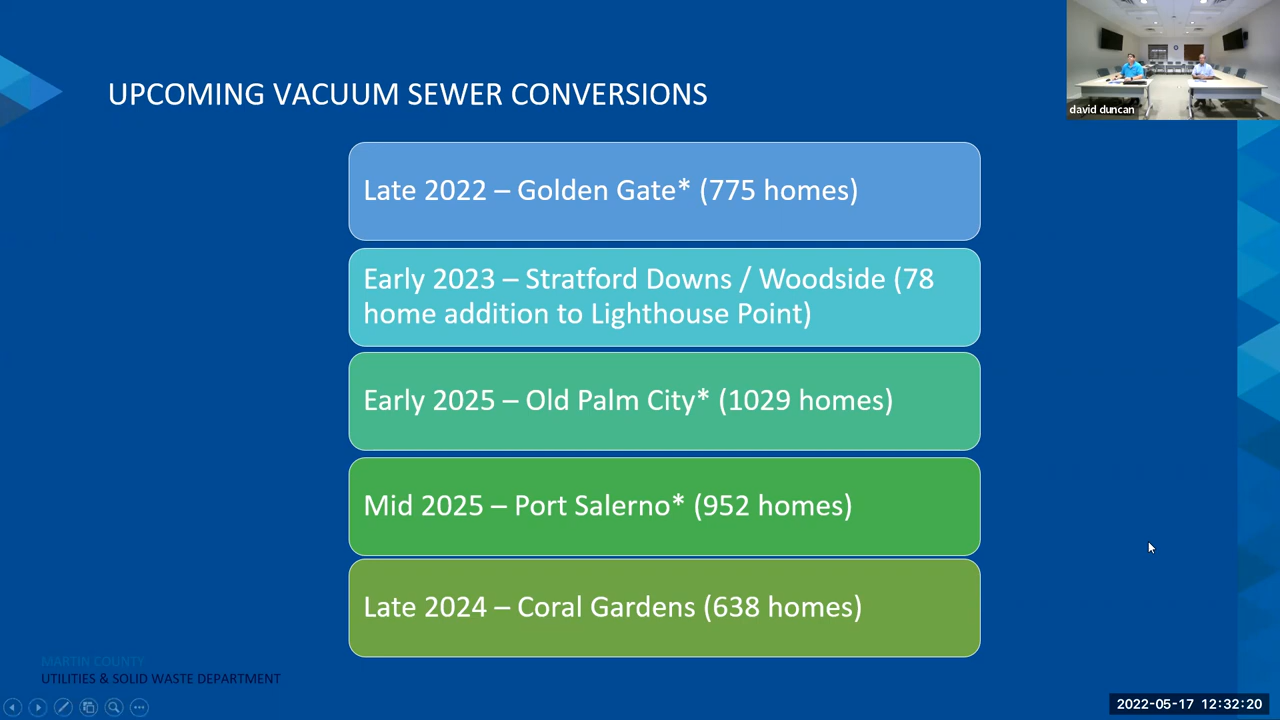 UPCOMING VACUUM SEWER CONVERSIONS
david duncan
Late 2022 – Golden Gate* (775 homes)
Early 2023 – Stratford Downs / Woodside (78
home addition to Lighthouse Point)
Early 2025 – Old Palm City* (1029 homes)
Mid 2025 – Port Salerno* (952 homes)
Late 2024 – Coral Gardens (638 homes)
MARTIN COUNTY
UTILITIES & SOLID WASTE DEPARTMENT
2022-05-17 12:32:20